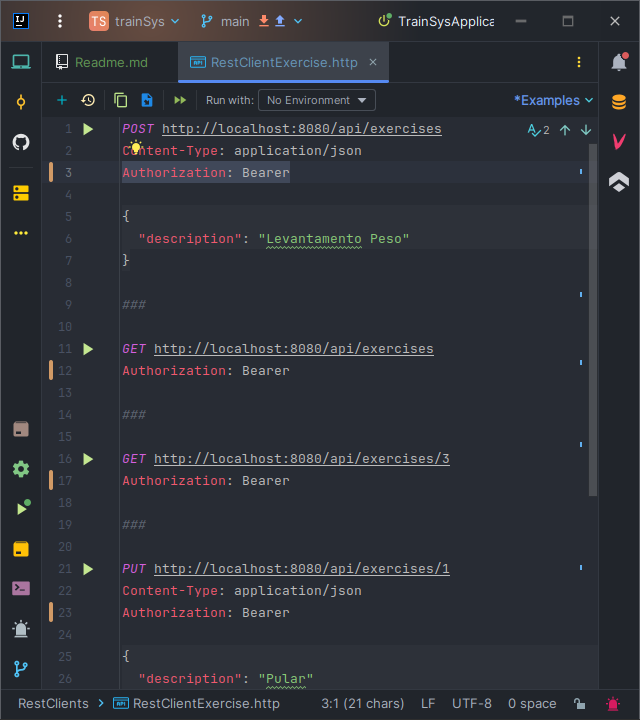 IJ TS trainSys main TrainSysApplica
Readme.md API RestClientExercise.http
Run with: No Environment *Examples
1 POST http://localhost:8080/api/exercises 2
2 Content-Type: application/json
3 Authorization: Bearer
4
5 {
6 "description": "Levantamento Peso"
7 }
8
9 ###
10
11 GET http://localhost:8080/api/exercises
12 Authorization: Bearer
13
14 ###
15
16 GET http://localhost:8080/api/exercises/3
17 Authorization: Bearer
18
19 ###
20
21 PUT http://localhost:8080/api/exercises/1
22 Content-Type: application/json
23 Authorization: Bearer
24
25 {
26 "description": "Pular"
RestClients API RestClientExercise.http 3:1 (21 chars) LF UTF-8 0 space